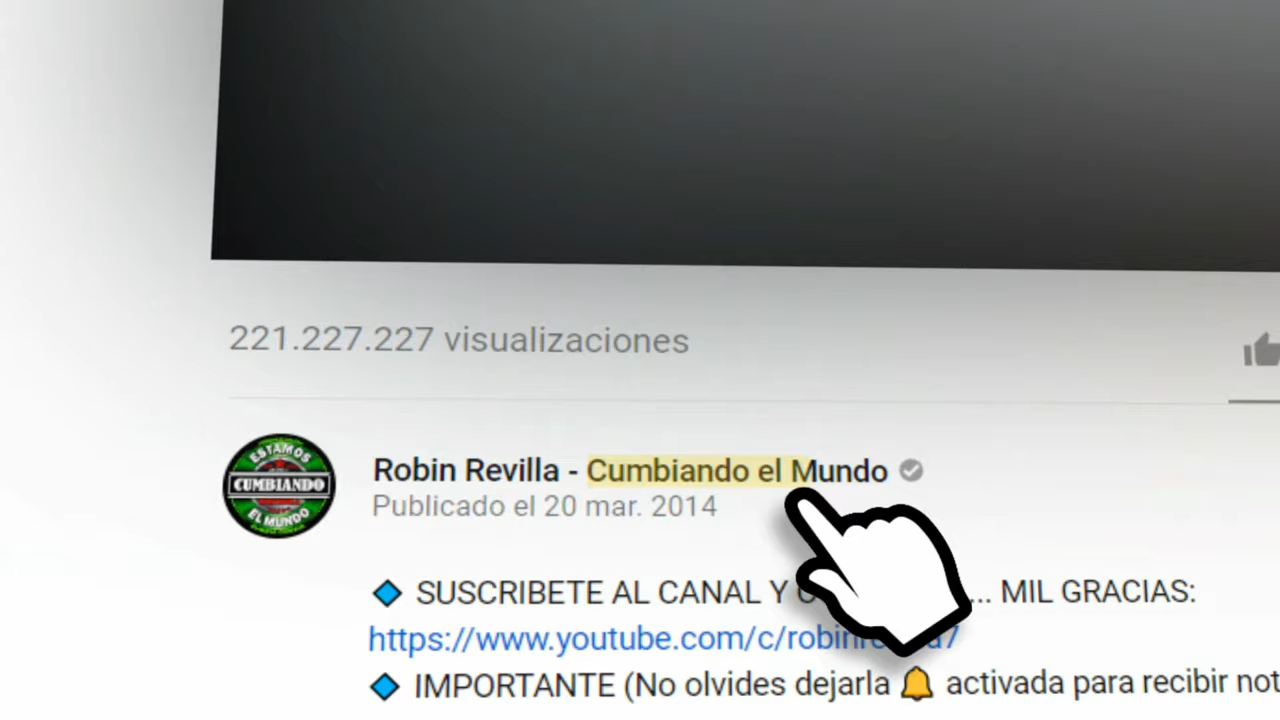 221.227.227 visualizaciones
ESTAMOS
CUMBIANDO
EL MUNDO
Robin Revilla - Cumbiando el Mundo
Publicado el 20 mar. 2014
SUSCRIBETE AL CANAL Y ... MIL GRACIAS:
https://www.youtube.com/c/robinrevilla7
IMPORTANTE (No olvides dejarla 🔔 activada para recibir not